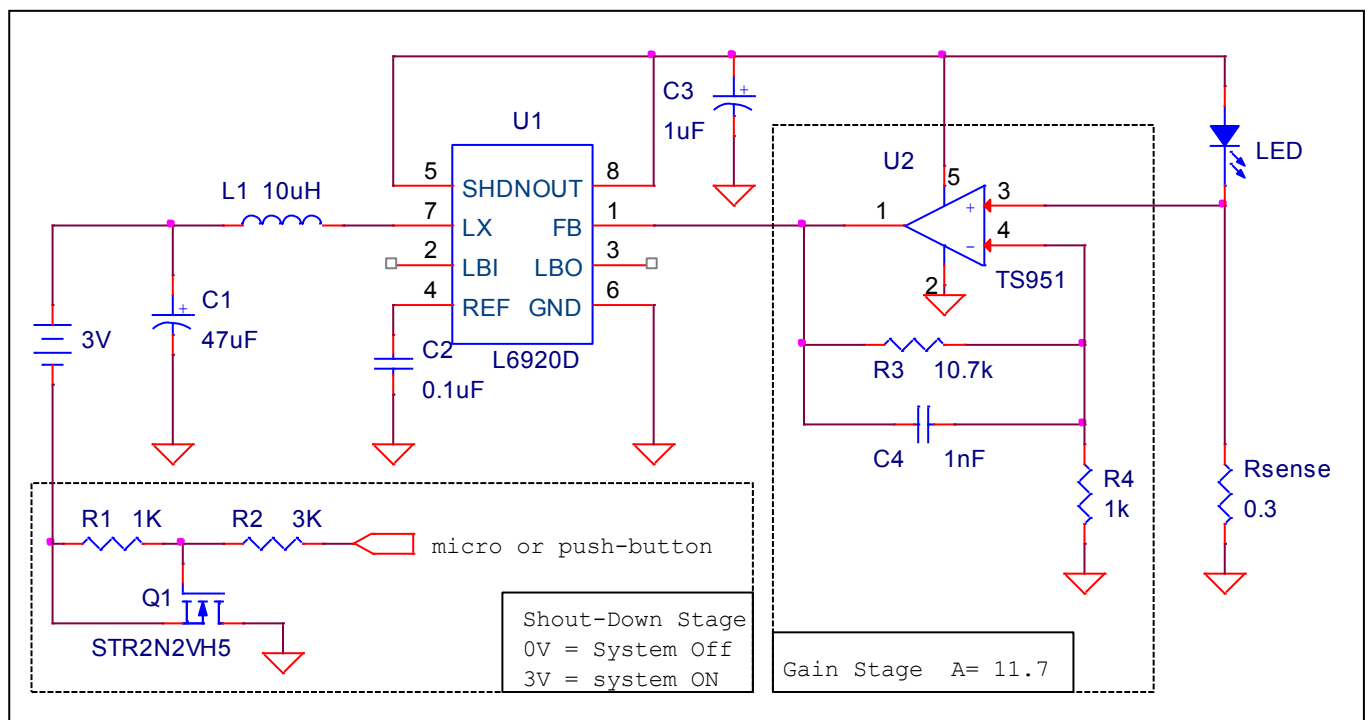 C3
1uF
U1
U2
LED
5 SHDN OUT 8
L1 10uH
7 LX FB 1
1
5
3
+
4
-
2
TS951
2 LBI LBO 3
4 REF GND 6
L6920D
C1
47uF
3V
C2
0.1uF
R3
10.7k
C4
1nF
R4
1k
Rsense
0.3
R1 1K
R2 3K
micro or push-button
Q1
STR2N2VH5
Shout-Down Stage
0V = System Off
3V = system ON
Gain Stage A= 11.7